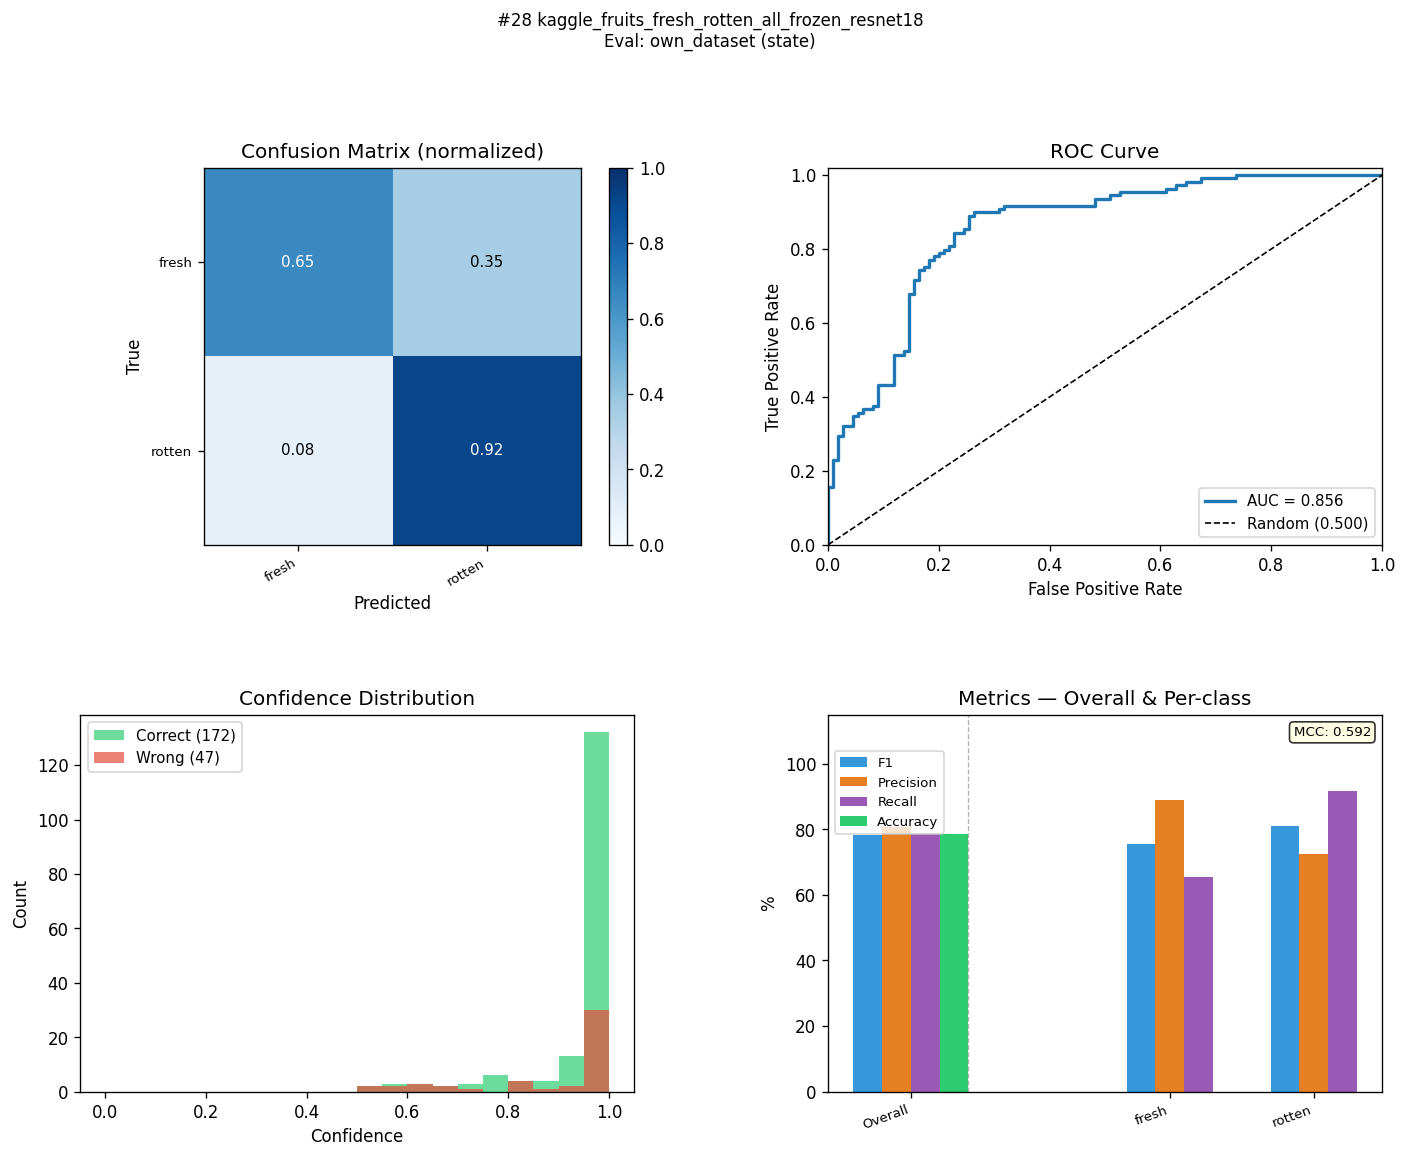 #28 kaggle_fruits_fresh_rotten_all_frozen_resnet18
Eval: own_dataset (state)
Confusion Matrix (normalized)
True
fresh
rotten
0.65
0.35
0.08
0.92
fresh
rotten
Predicted
1.0
0.8
0.6
0.4
0.2
0.0
ROC Curve
True Positive Rate
1.0
0.8
0.6
0.4
0.2
0.0
AUC = 0.856
Random (0.500)
0.0 0.2 0.4 0.6 0.8 1.0
False Positive Rate
Confidence Distribution
Correct (172)
Wrong (47)
Count
120
100
80
60
40
20
0
0.0 0.2 0.4 0.6 0.8 1.0
Confidence
Metrics — Overall & Per-class
MCC: 0.592
F1
Precision
Recall
Accuracy
%
100
80
60
40
20
0
Overall
fresh
rotten